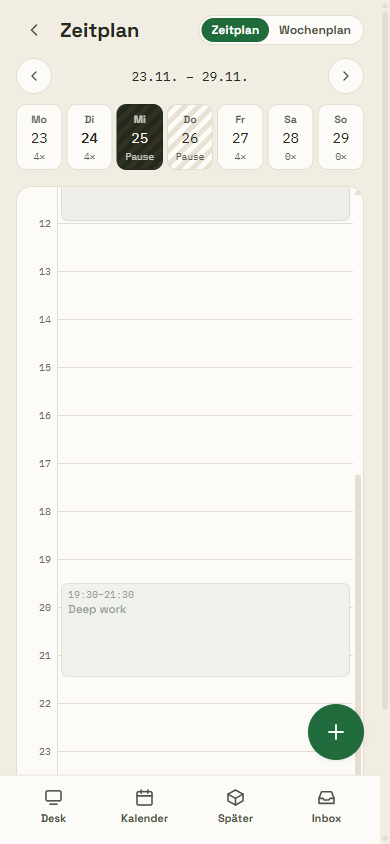 Zeitplan
Zeitplan Wochenplan
23.11. – 29.11.
Mo Di Mi Do Fr Sa So
23 24 25 26 27 28 29
4× 4× Pause Pause 4× 0× 0×
12
13
14
15
16
17
18
19
19:30–21:30
20 Deep work
21
22
23
Desk Kalender Später Inbox